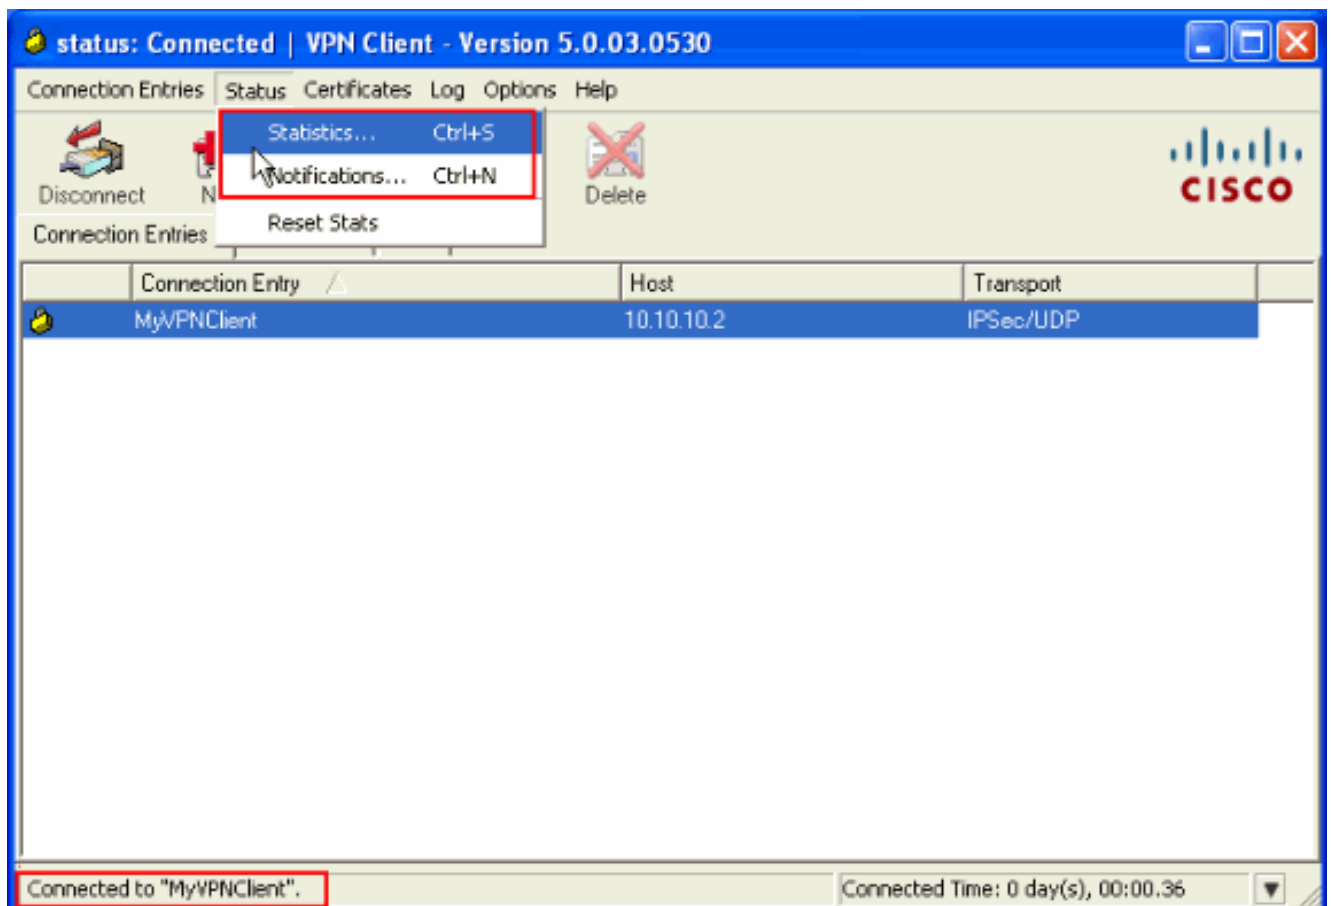 status: Connected | VPN Client - Version 5.0.03.0530
Connection Entries Status Certificates Log Options Help
Statistics... Ctrl+S
Notifications... Ctrl+N
Reset Stats
Disconnect
Delete
CISCO
Connection Entries
Connection Entry Host Transport
MyVPNClient 10.10.10.2 IPSec/UDP
Connected to "MyVPNClient". Connected Time: 0 day(s), 00:00.36